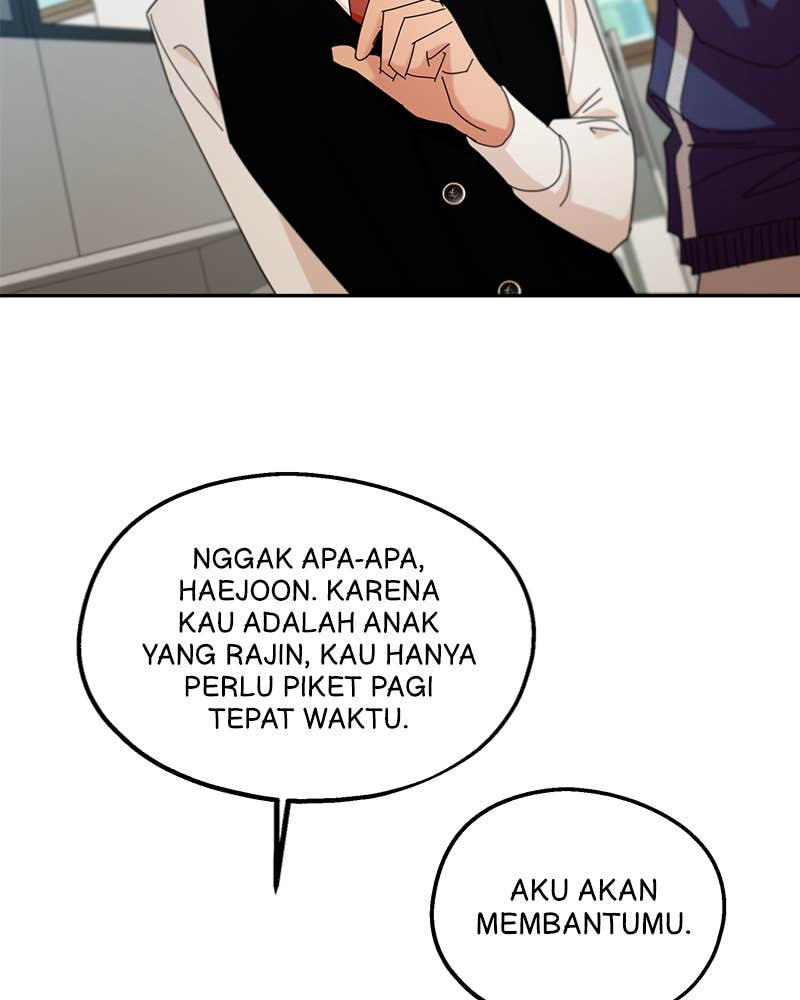 NGGAK APA-APA,
HAEJOON. KARENA
KAU ADALAH ANAK
YANG RAJIN, KAU HANYA
PERLU PIKET PAGI
TEPAT WAKTU.
AKU AKAN
MEMBANTUMU.